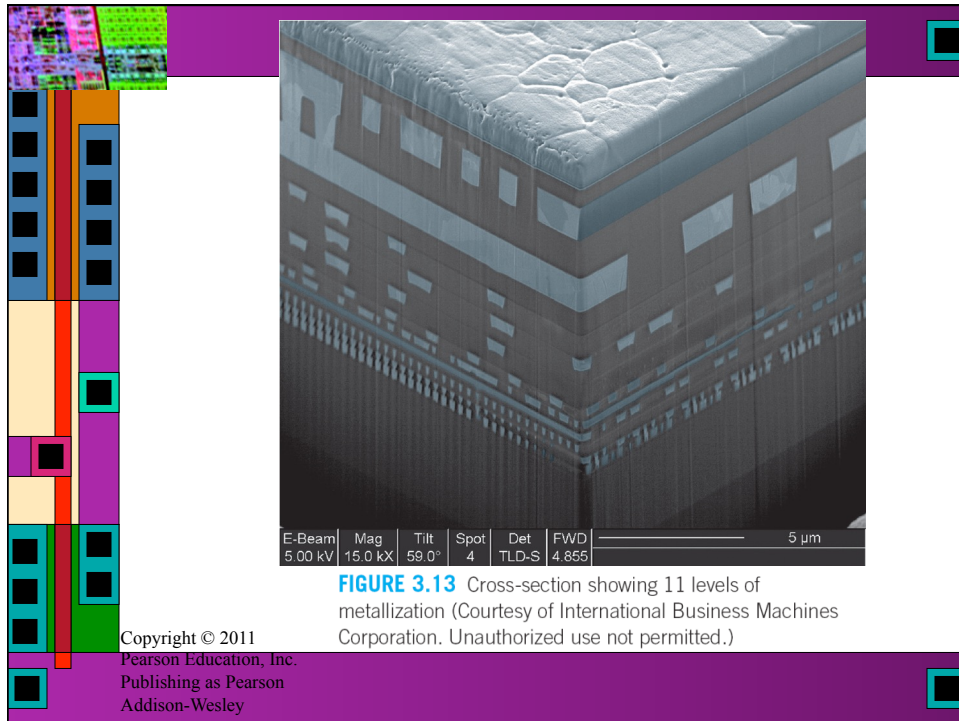 E-Beam Mag Tilt Spot Det FWD 5 µm
5.00 kV 15.0 kX 59.0° 4 TLD-S 4.855
FIGURE 3.13 Cross-section showing 11 levels of
metallization (Courtesy of International Business Machines
Corporation. Unauthorized use not permitted.)
Copyright © 2011
Pearson Education, Inc.
Publishing as Pearson
Addison-Wesley